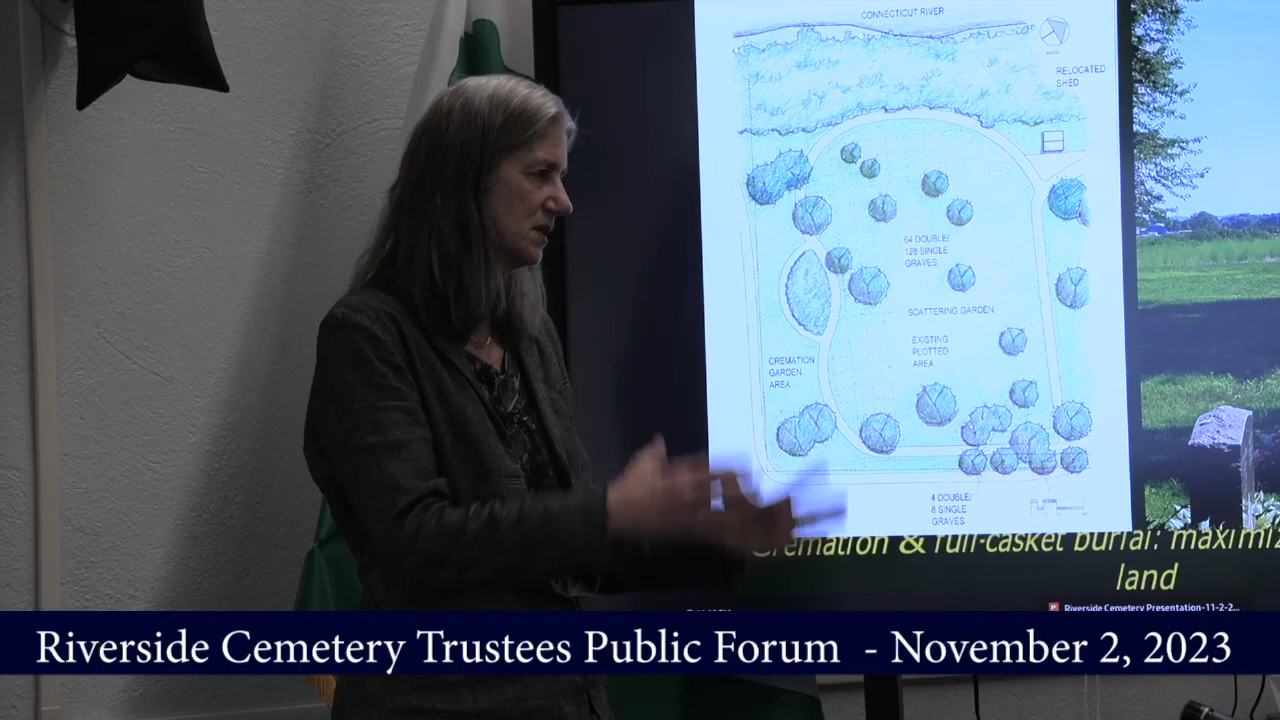 CONNECTICUT RIVER
RELOCATED
SHED
64 DOUBLE/
128 SINGLE
GRAVES
SCATTERING GARDEN
EXISTING
PLOTTED
AREA
CREMATION
GARDEN
AREA
4 DOUBLE/
8 SINGLE
GRAVES
Cremation & full-casket burial: maximiz
land
Riverside Cemetery Presentation-11-2-2...
Riverside Cemetery Trustees Public Forum - November 2, 2023